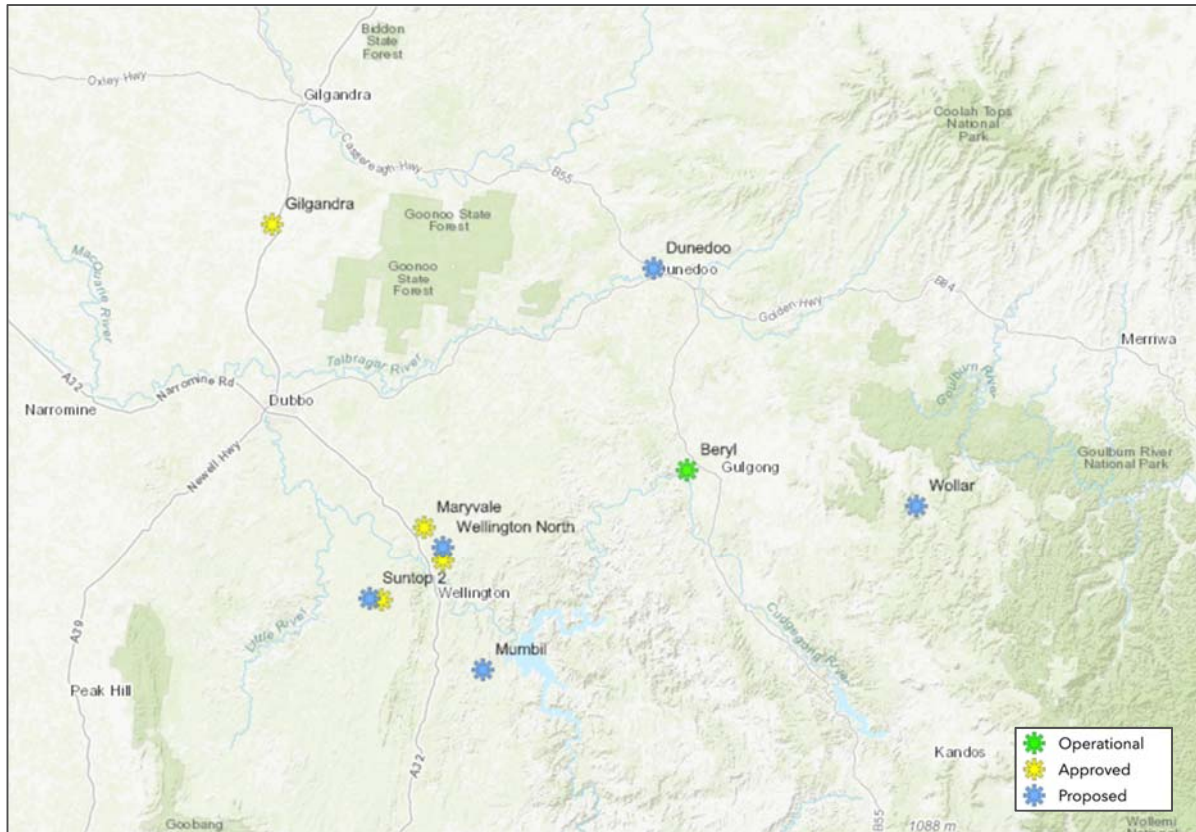 Biddon
State
Forest
Oxley Hwy
Gilgandra
Coolah Tops
National
Park
Castlereagh Hwy
B55
Gilgandra
Goonoo State
Forest
Macquarie River
Dunedoo
Goonoo
State
Forest
unedoo
Golden Hwy
B84
Merriwa
Talbragar River
Goulburn River
A32
Narromine Rd
Dubbo
Narromine
Newell Hwy
Beryl
Gulgong
Goulburn River
National Park
Wollar
Maryvale
Wellington North
Suntop 2
Wellington
Little River
Cudgegong River
A39
Mumbil
Peak Hill
A32
Kandos
Operational
Approved
Proposed
Goobang
B55
1088 m
Wollemi